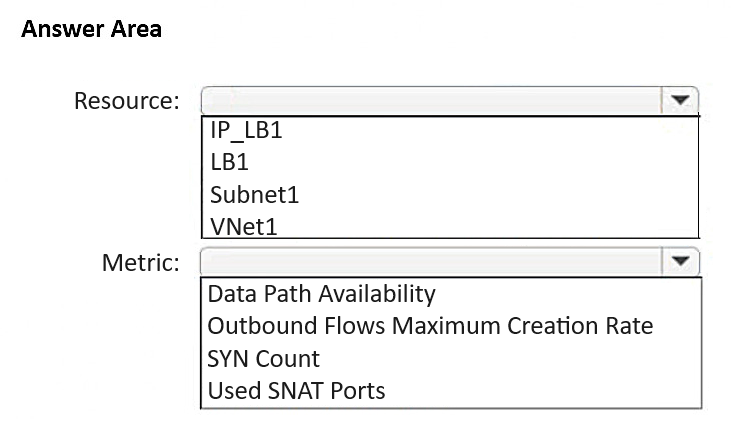 Answer Area
Resource:
IP_LB1
LB1
Subnet1
VNet1
Metric:
Data Path Availability
Outbound Flows Maximum Creation Rate
SYN Count
Used SNAT Ports